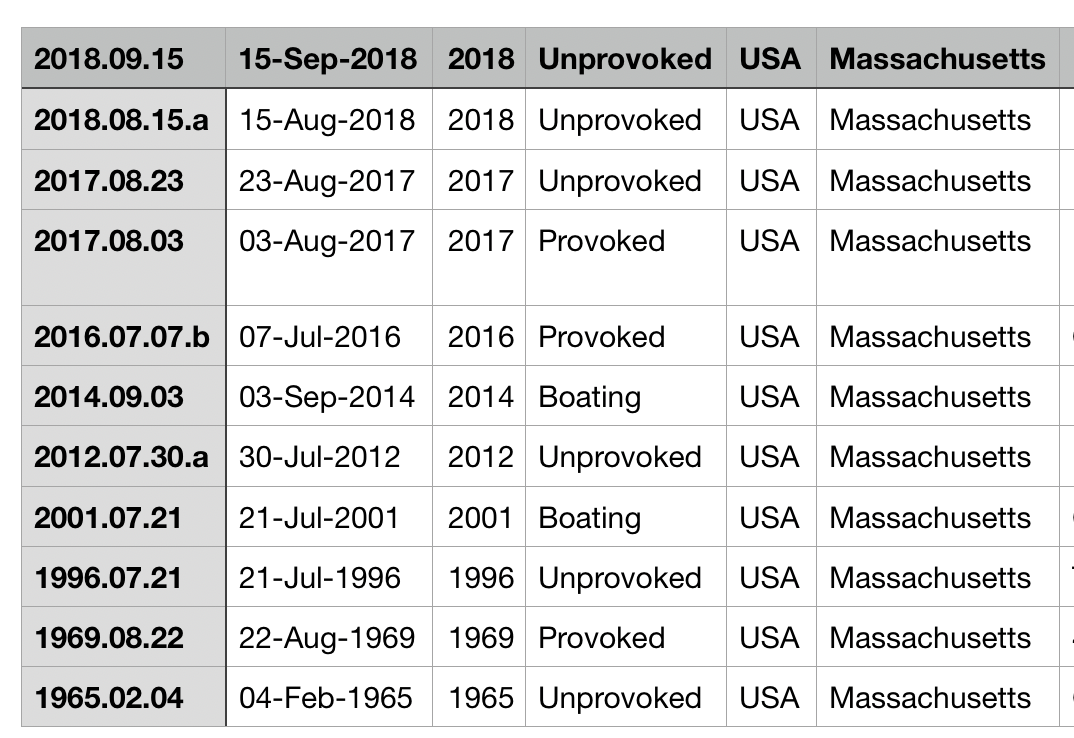 2018.09.15 15-Sep-2018 2018 Unprovoked USA Massachusetts
2018.08.15.a 15-Aug-2018 2018 Unprovoked USA Massachusetts
2017.08.23 23-Aug-2017 2017 Unprovoked USA Massachusetts
2017.08.03 03-Aug-2017 2017 Provoked USA Massachusetts
2016.07.07.b 07-Jul-2016 2016 Provoked USA Massachusetts
2014.09.03 03-Sep-2014 2014 Boating USA Massachusetts
2012.07.30.a 30-Jul-2012 2012 Unprovoked USA Massachusetts
2001.07.21 21-Jul-2001 2001 Boating USA Massachusetts
1996.07.21 21-Jul-1996 1996 Unprovoked USA Massachusetts
1969.08.22 22-Aug-1969 1969 Provoked USA Massachusetts
1965.02.04 04-Feb-1965 1965 Unprovoked USA Massachusetts